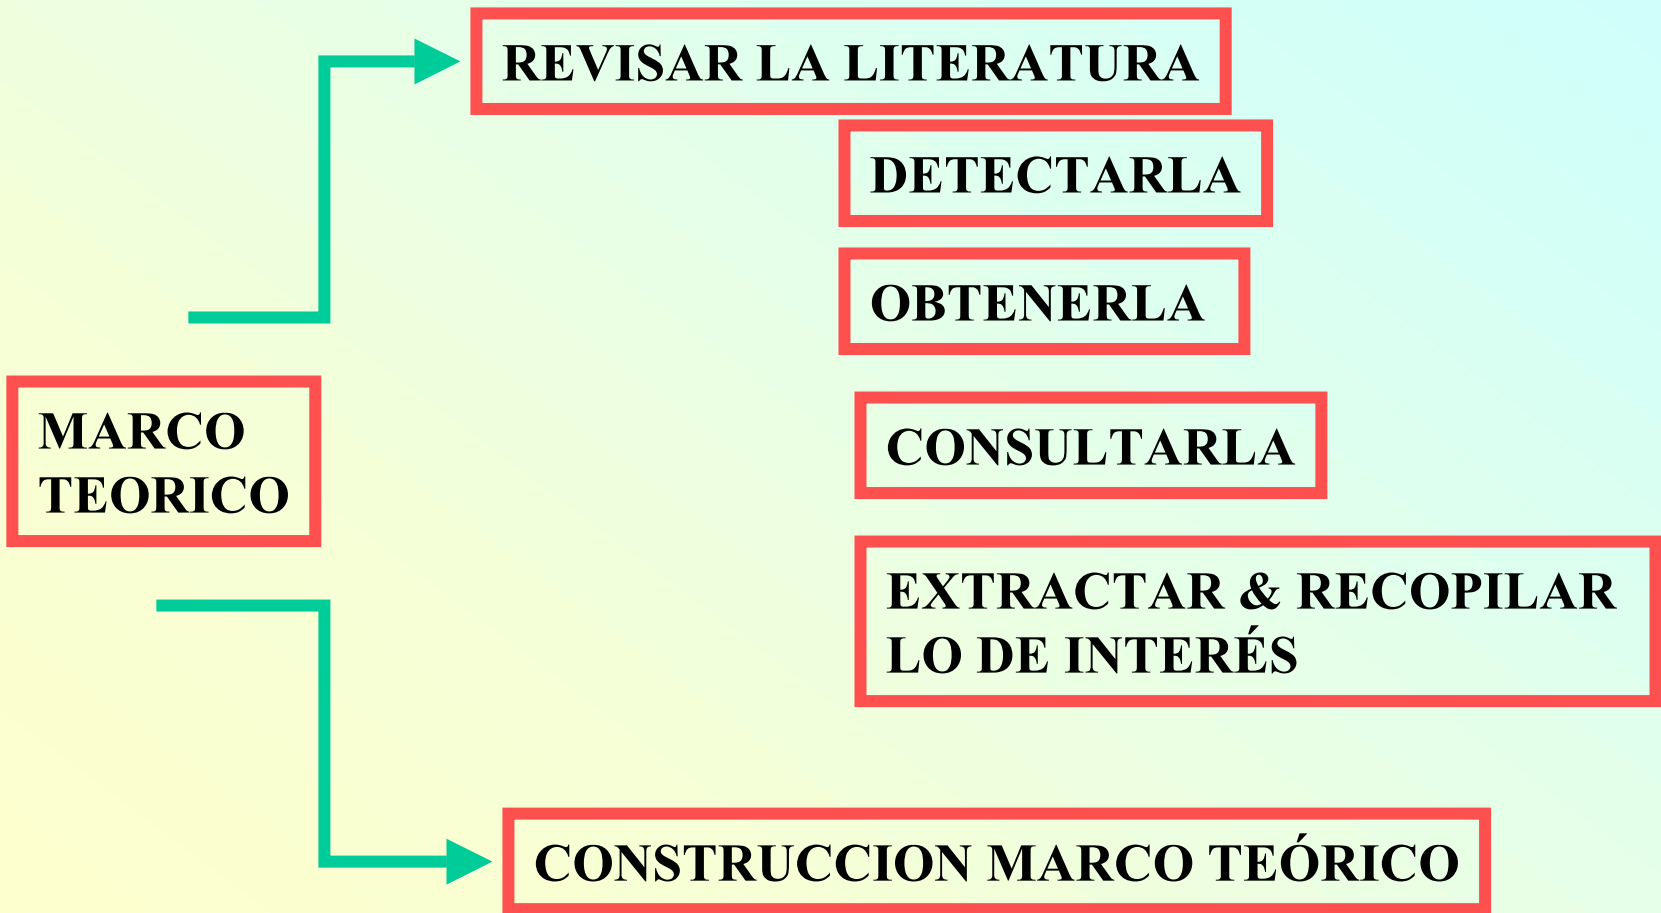 REVISAR LA LITERATURA
DETECTARLA
OBTENERLA
MARCO
TEORICO
CONSULTARLA
EXTRACTAR & RECOPILAR
LO DE INTERÉS
CONSTRUCCION MARCO TEÓRICO